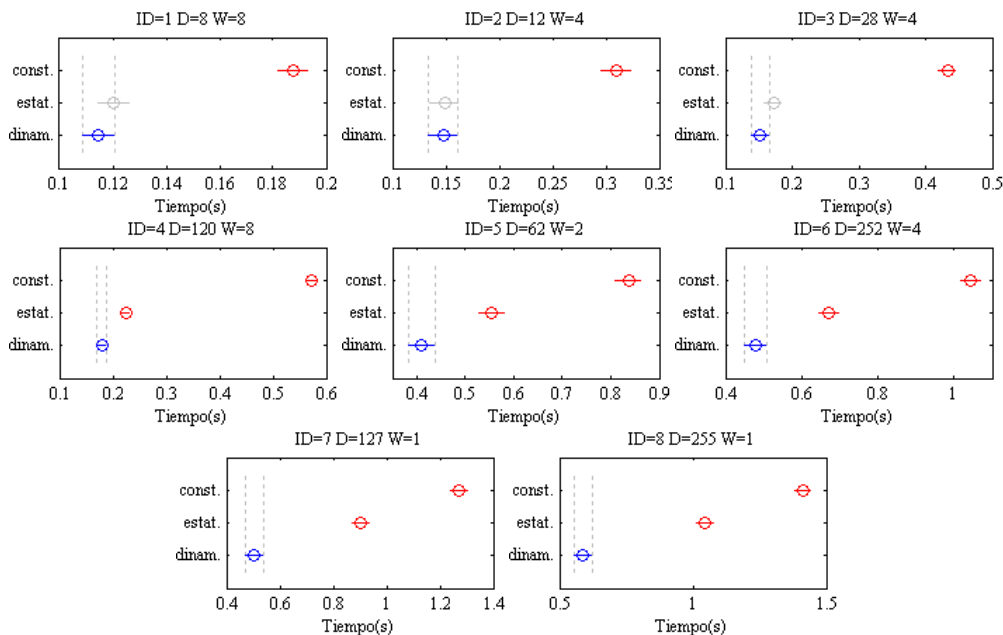 ID=1 D=8 W=8
const.
estat.
dinam.
0.1 0.12 0.14 0.16 0.18 0.2
Tiempo(s)
ID=2 D=12 W=4
const.
estat.
dinam.
0.1 0.15 0.2 0.25 0.3 0.35
Tiempo(s)
ID=3 D=28 W=4
const.
estat.
dinam.
0.1 0.2 0.3 0.4 0.5
Tiempo(s)
ID=4 D=120 W=8
const.
estat.
dinam.
0.1 0.2 0.3 0.4 0.5 0.6
Tiempo(s)
ID=5 D=62 W=2
const.
estat.
dinam.
0.4 0.5 0.6 0.7 0.8 0.9
Tiempo(s)
ID=6 D=252 W=4
const.
estat.
dinam.
0.4 0.6 0.8 1
Tiempo(s)
ID=7 D=127 W=1
const.
estat.
dinam.
0.4 0.6 0.8 1 1.2 1.4
Tiempo(s)
ID=8 D=255 W=1
const.
estat.
dinam.
0.5 1 1.5
Tiempo(s)